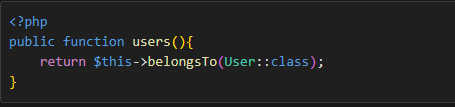 <?php
public function users(){
    return $this->belongsTo(User::class);
}